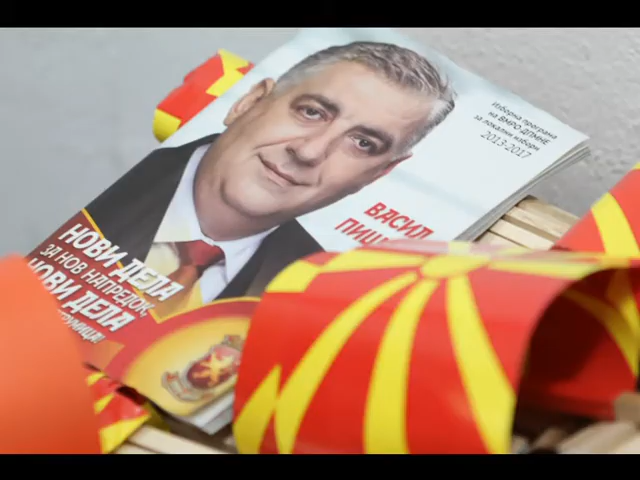 Изборна програма
на ВМРО ДПМНЕ
за локални избори
2013-2017
ВАСИЛ
НОВИ ДЕЛА
ЗА НОВ НАПРЕДОК
НОВИ ДЕЛА